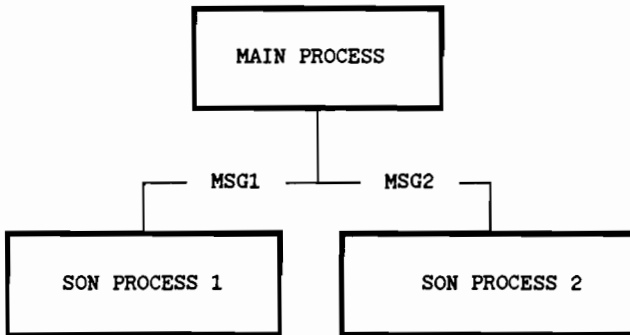 MAIN PROCESS
MSG1 MSG2
SON PROCESS 1 SON PROCESS 2